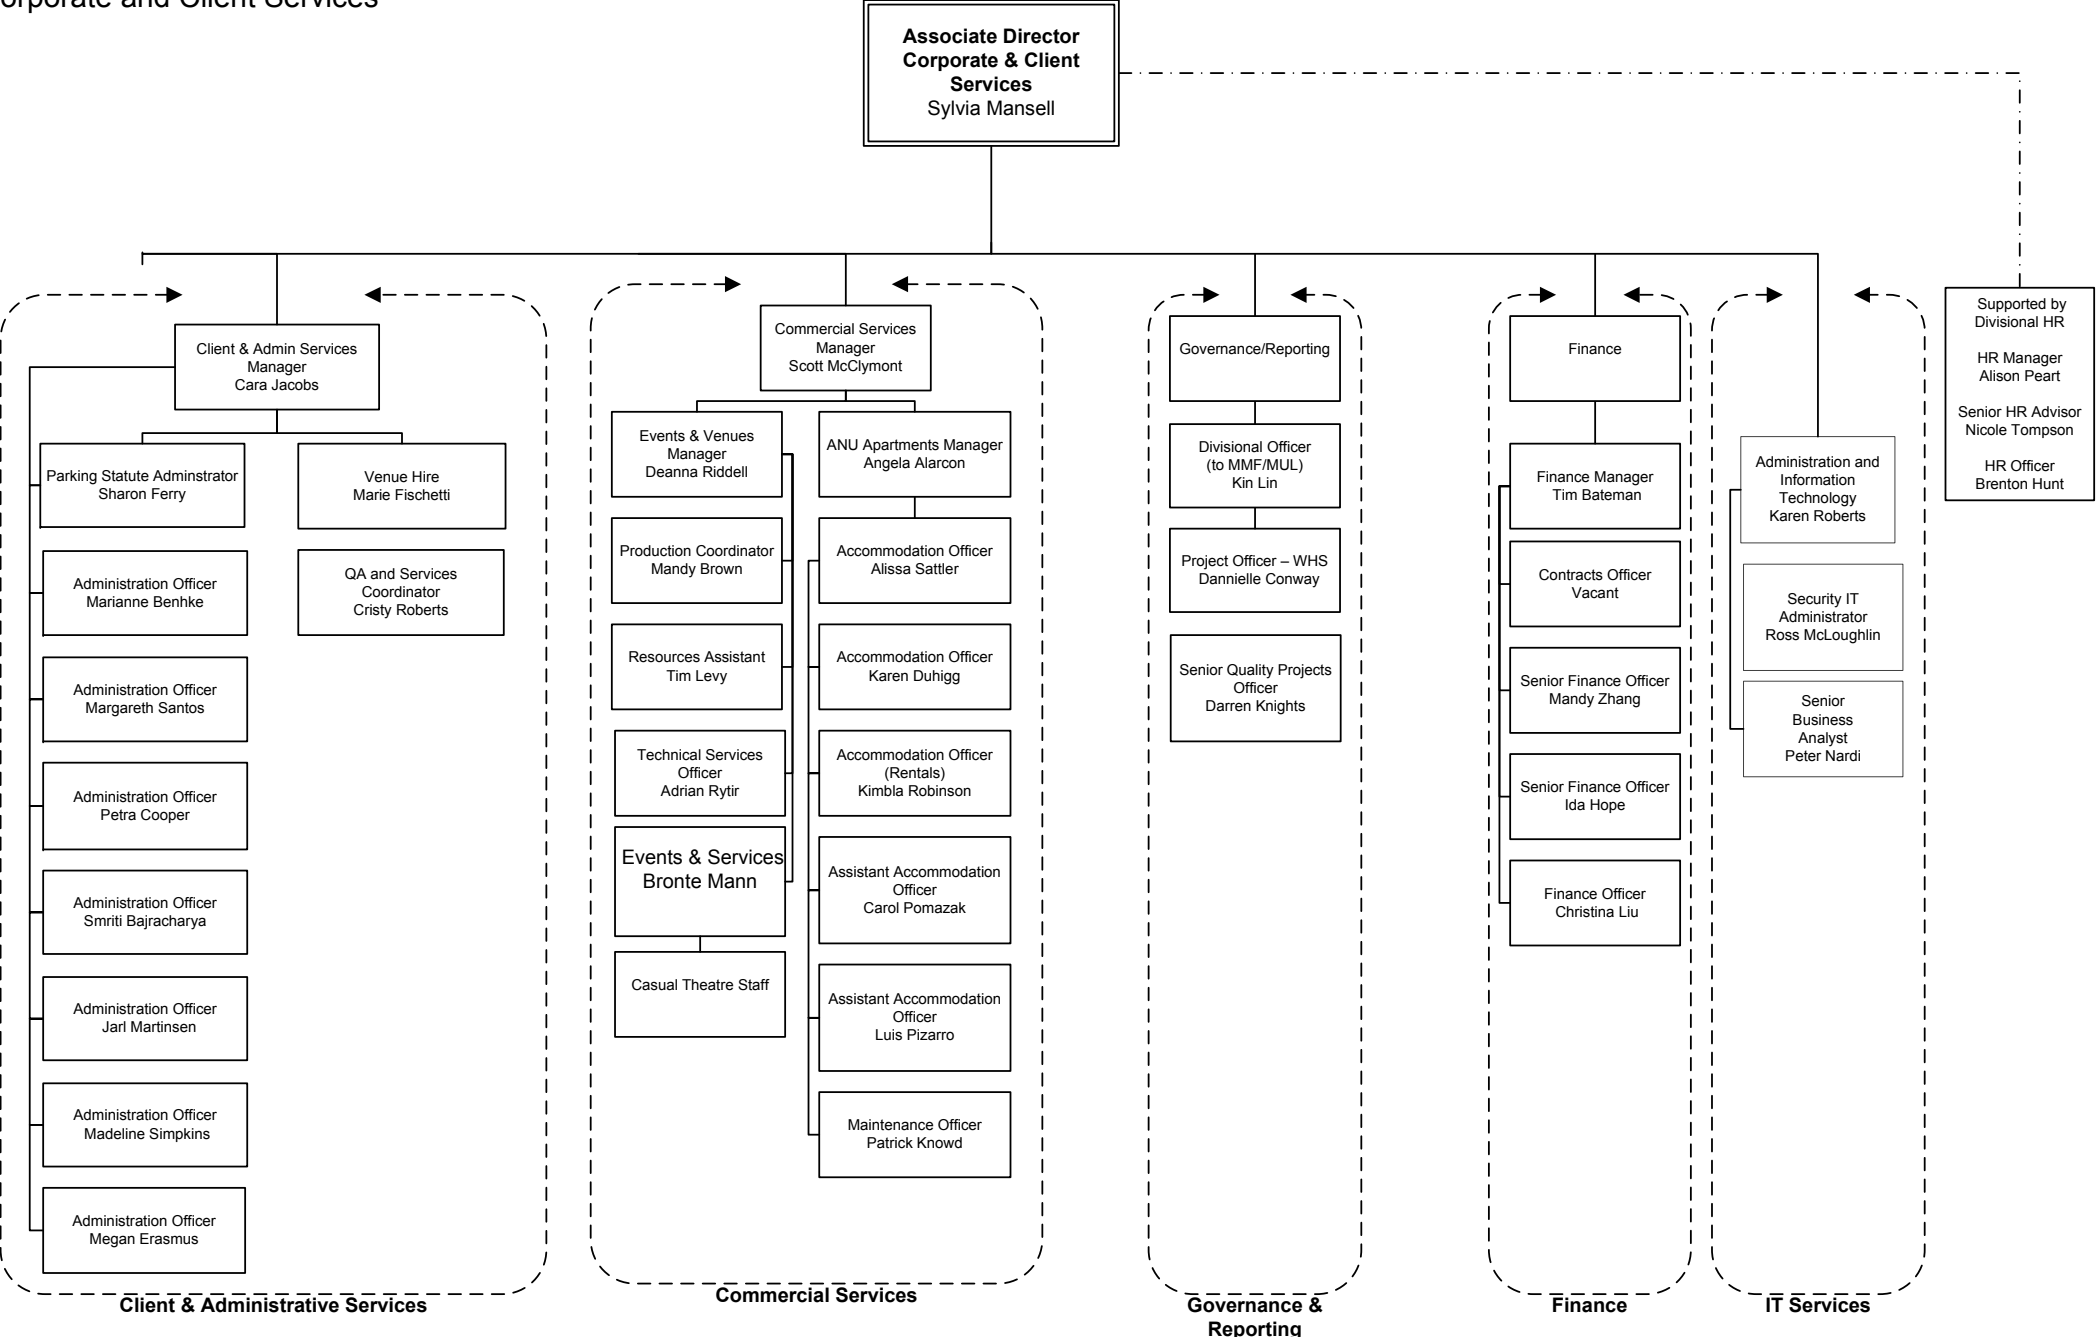 orporate and Client Services
Associate Director
Corporate & Client
Services
Sylvia Mansell
Client & Admin Services
Manager
Cara Jacobs
Parking Statute Adminstrator
Sharon Ferry
Administration Officer
Marianne Benhke
Administration Officer
Margareth Santos
Administration Officer
Petra Cooper
Administration Officer
Smriti Bajracharya
Administration Officer
Jarl Martinsen
Administration Officer
Madeline Simpkins
Administration Officer
Megan Erasmus
Venue Hire
Marie Fischetti
QA and Services
Coordinator
Cristy Roberts
Client & Administrative Services
Commercial Services
Manager
Scott McClymont
Events & Venues
Manager
Deanna Riddell
Production Coordinator
Mandy Brown
Resources Assistant
Tim Levy
Technical Services
Officer
Adrian Rytir
Events & Services
Bronte Mann
Casual Theatre Staff
ANU Apartments Manager
Angela Alarcon
Accommodation Officer
Alissa Sattler
Accommodation Officer
Karen Duhigg
Accommodation Officer
(Rentals)
Kimbla Robinson
Assistant Accommodation
Officer
Carol Pomazak
Assistant Accommodation
Officer
Luis Pizarro
Maintenance Officer
Patrick Knowd
Commercial Services
Governance/Reporting
Divisional Officer
(to MMF/MUL)
Kin Lin
Project Officer – WHS
Dannielle Conway
Senior Quality Projects
Officer
Darren Knights
Governance &
Reporting
Finance
Finance Manager
Tim Bateman
Contracts Officer
Vacant
Senior Finance Officer
Mandy Zhang
Senior Finance Officer
Ida Hope
Finance Officer
Christina Liu
Finance
Administration and
Information
Technology
Karen Roberts
Security IT
Administrator
Ross McLoughlin
Senior
Business
Analyst
Peter Nardi
IT Services
Supported by
Divisional HR
HR Manager
Alison Peart
Senior HR Advisor
Nicole Tompson
HR Officer
Brenton Hunt